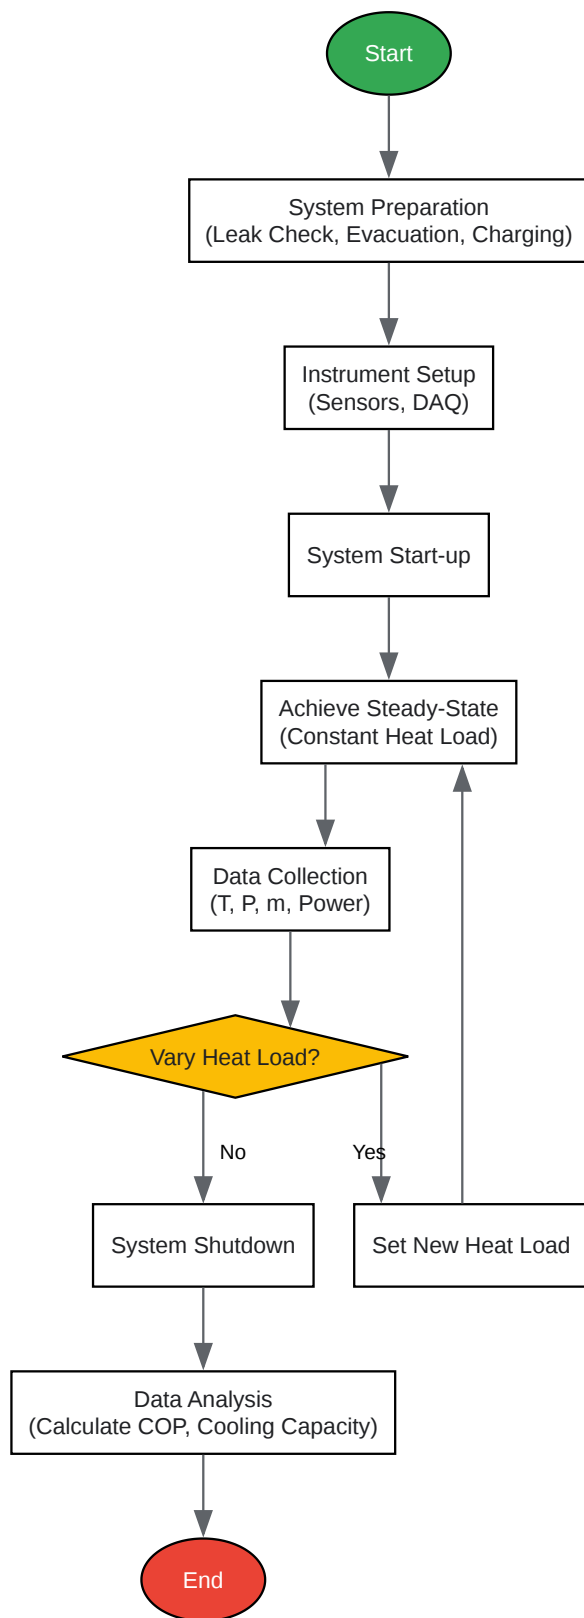 Start
System Preparation
(Leak Check, Evacuation, Charging)
Instrument Setup
(Sensors, DAQ)
System Start-up
Achieve Steady-State
(Constant Heat Load)
Data Collection
(T, P, m, Power)
Vary Heat Load?
No
Yes
System Shutdown
Set New Heat Load
Data Analysis
(Calculate COP, Cooling Capacity)
End